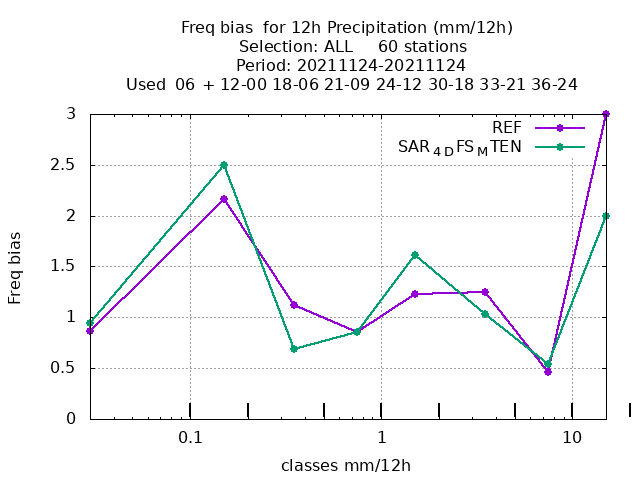 Freq bias  for 12h Precipitation (mm/12h)
Selection: ALL     60 stations
Period: 20211124-20211124
Used  06 + 12-00 18-06 21-09 24-12 30-18 33-21 36-24
REF
SAR4DFSMTEN
3
2.5
2
1.5
1
0.5
0
Freq bias
0.1 1 10
classes mm/12h